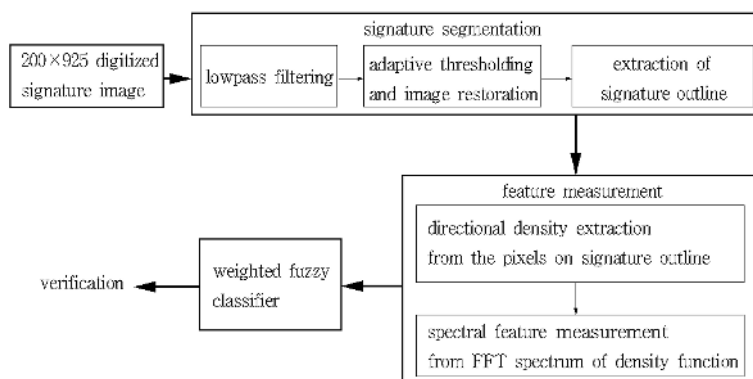 signature segmentation
200×925 digitized
signature image
lowpass filtering
adaptive thresholding
and image restoration
extraction of
signature outline
feature measurement
directional density extraction
from the pixels on signature outline
spectral feature measurement
from FFT spectrum of density function
weighted fuzzy
classifier
verification